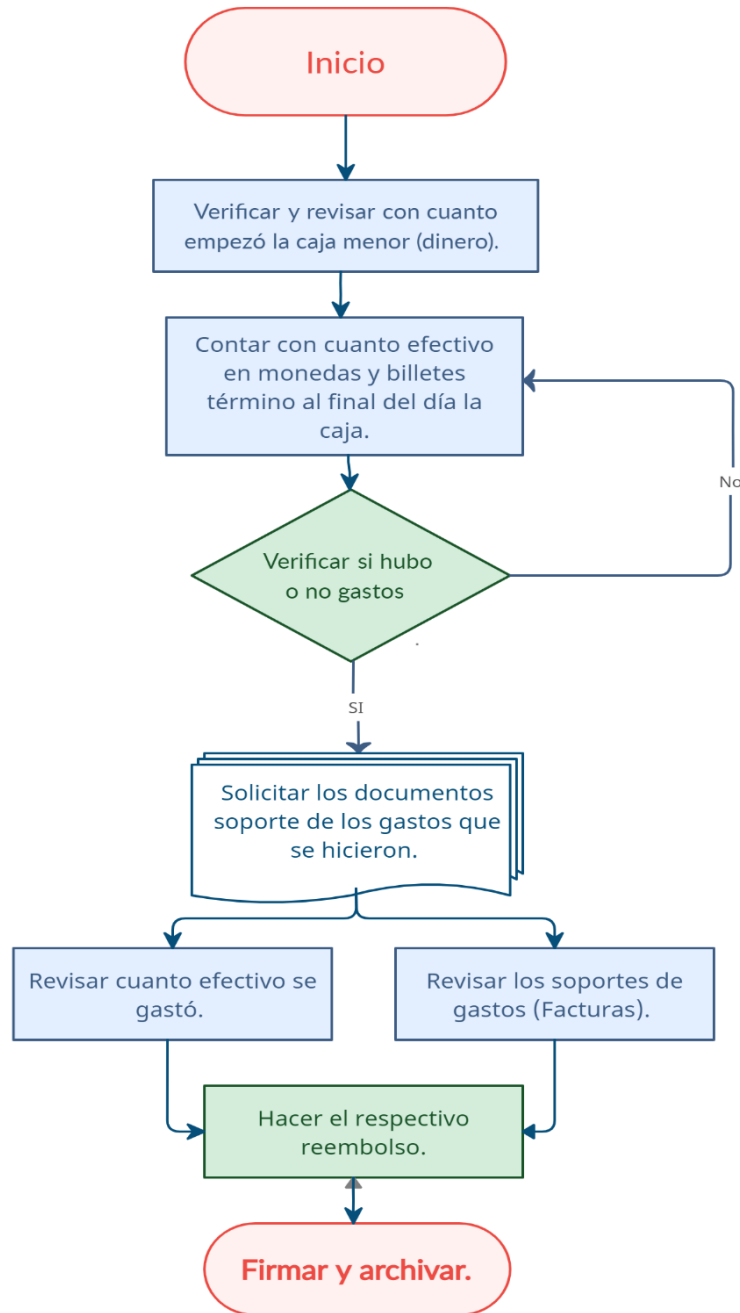 Inicio
Verificar y revisar con cuanto
empezó la caja menor (dinero).
Contar con cuanto efectivo
en monedas y billetes
término al final del día la
caja.
No
Verificar si hubo
o no gastos
SI
Solicitar los documentos
soporte de los gastos que
se hicieron.
Revisar cuanto efectivo se
gastó.
Revisar los soportes de
gastos (Facturas).
Hacer el respectivo
reembolso.
Firmar y archivar.